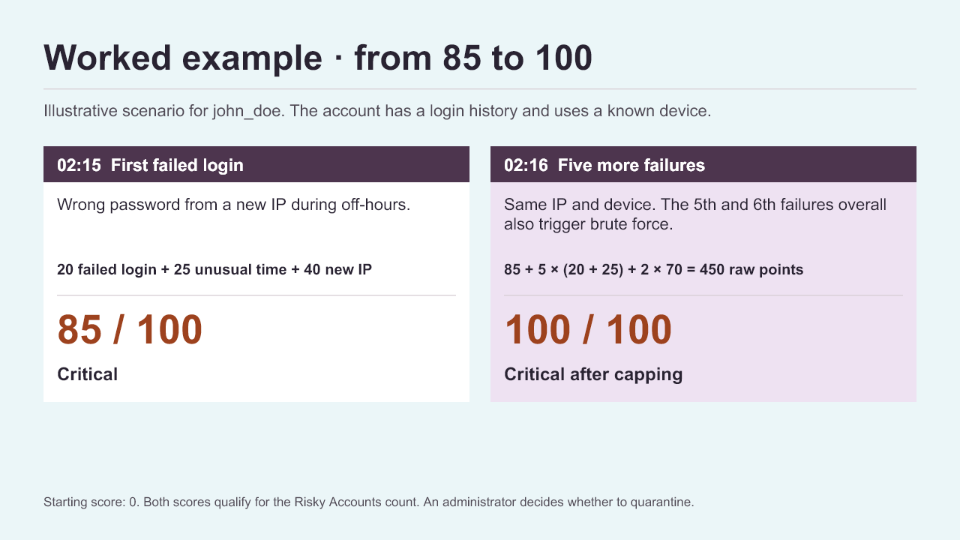 Worked example · from 85 to 100
Illustrative scenario for john_doe. The account has a login history and uses a known device.
02:15 First failed login
Wrong password from a new IP during off-hours.
20 failed login + 25 unusual time + 40 new IP
85 / 100
Critical
02:16 Five more failures
Same IP and device. The 5th and 6th failures overall
also trigger brute force.
85 + 5 × (20 + 25) + 2 × 70 = 450 raw points
100 / 100
Critical after capping
Starting score: 0. Both scores qualify for the Risky Accounts count. An administrator decides whether to quarantine.